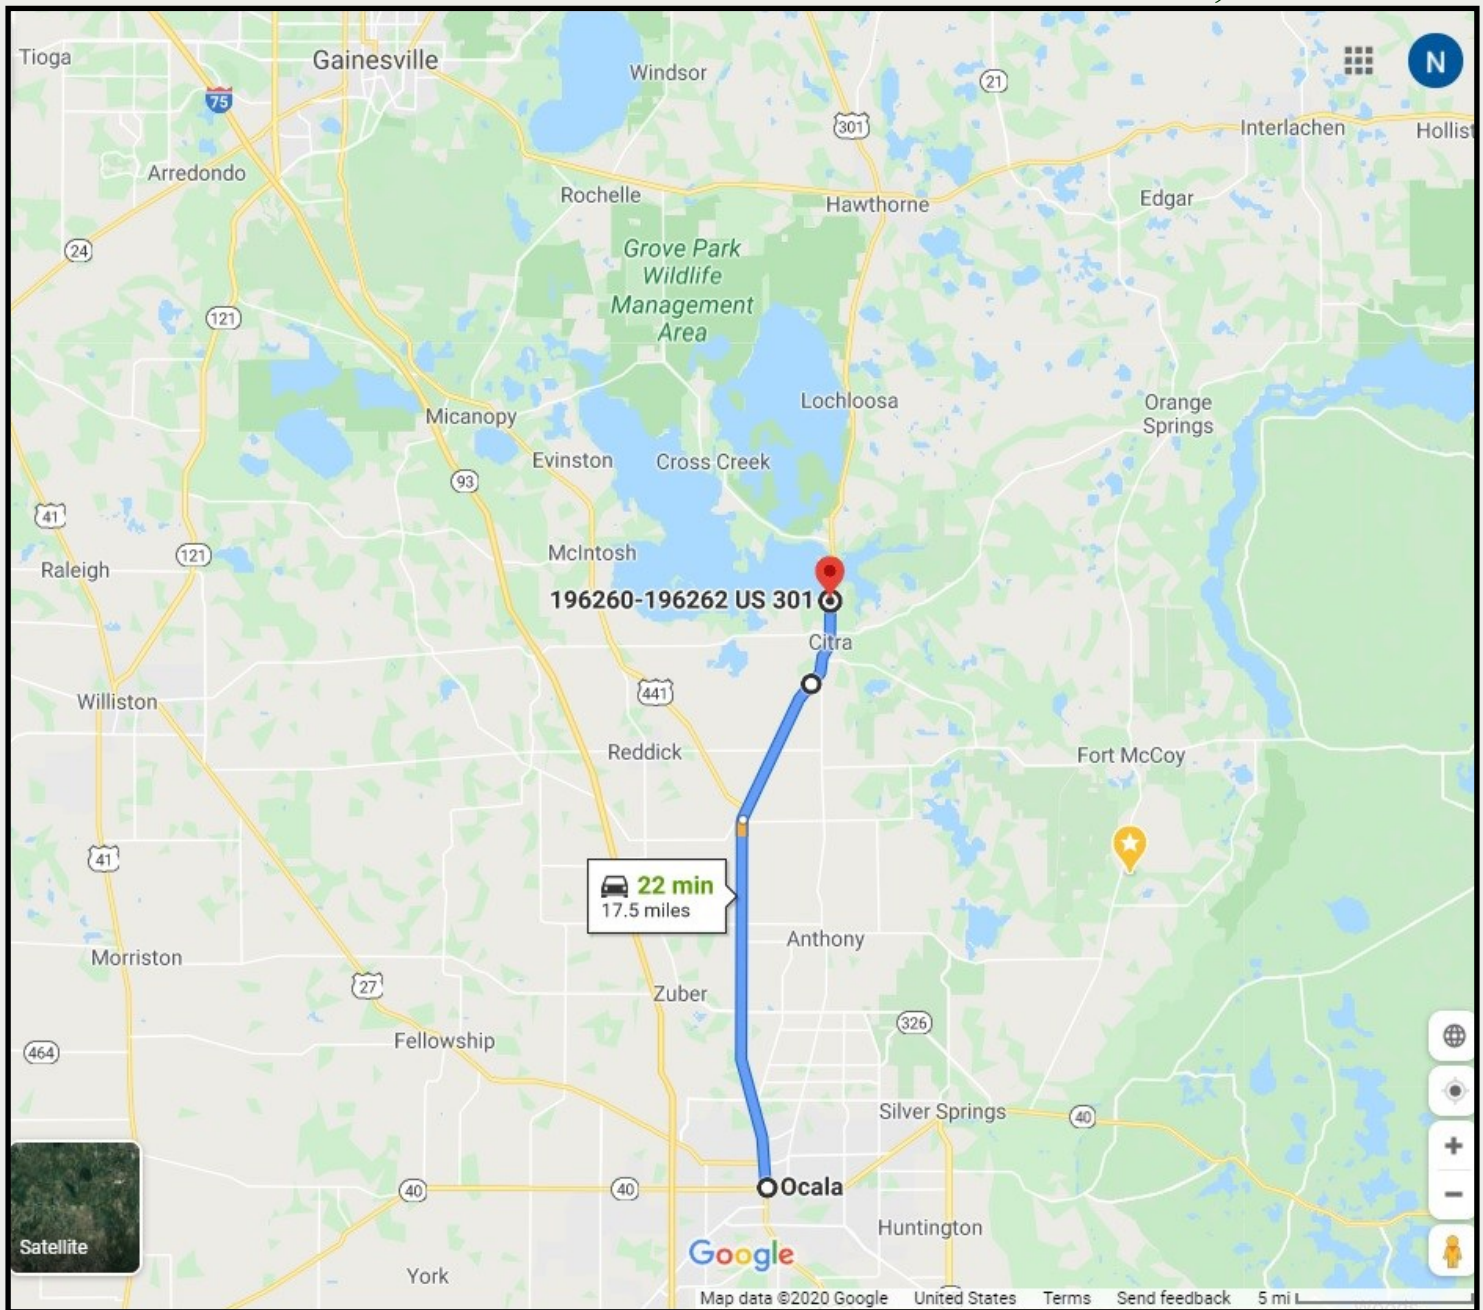 Tioga
Gainesville
Windsor
21
N
75
301
Interlachen
Hollist
Arredondo
Rochelle
Hawthorne
Edgar
24
Grove Park
Wildlife
Management
Area
121
Micanopy
Lochloosa
Orange
Springs
Evinston
Cross Creek
93
41
121
McIntosh
Raleigh
196260-196262 US 301
Citra
Williston
441
Reddick
Fort McCoy
41
22 min
17.5 miles
Anthony
Morriston
27
Zuber
326
Fellowship
464
Silver Springs
40
40
40
Ocala
Huntington
Satellite
Google
York
Map data ©2020 Google United States Terms Send feedback 5 mi